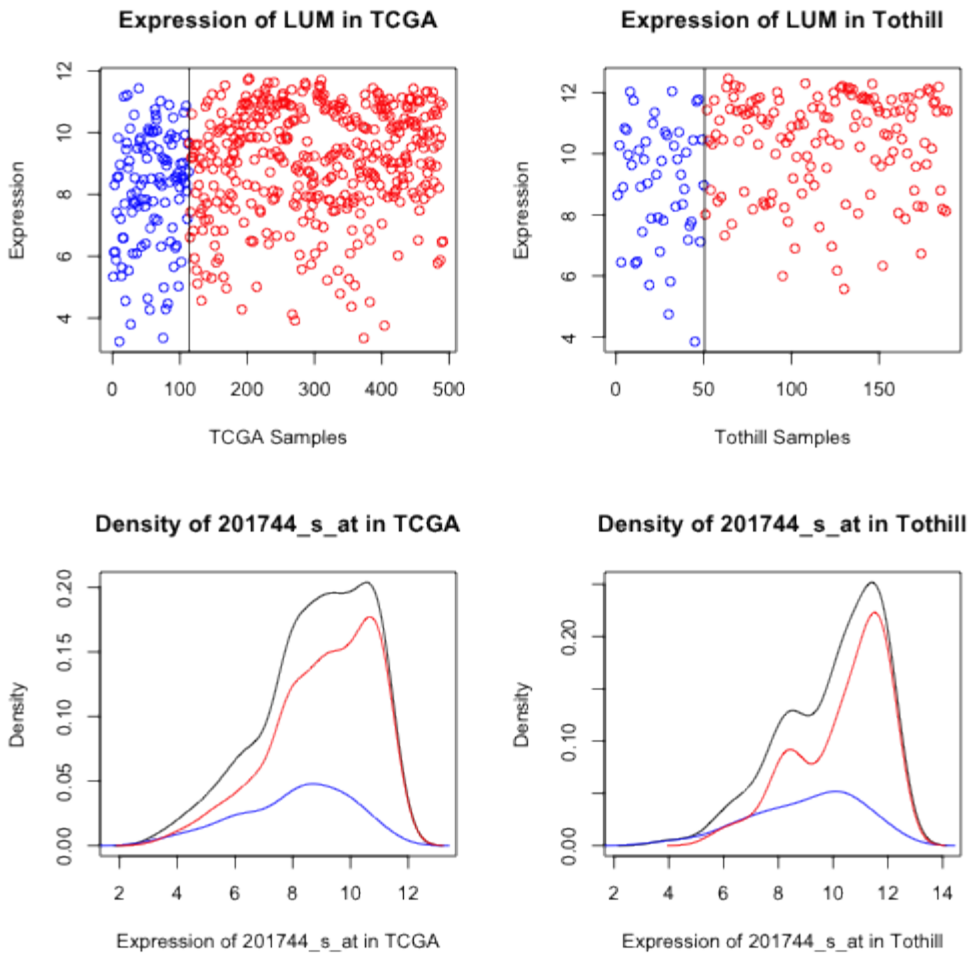 Expression of LUM in TCGA
Expression
12
10
8
6
4
0 100 200 300 400 500
TCGA Samples
Expression of LUM in Tothill
Expression
12
10
8
6
4
0 50 100 150
Tothill Samples
Density of 201744_s_at in TCGA
Density
0.20
0.15
0.10
0.05
0.00
2 4 6 8 10 12
Expression of 201744_s_at in TCGA
Density of 201744_s_at in Tothill
Density
0.20
0.10
0.00
2 4 6 8 10 12 14
Expression of 201744_s_at in Tothill